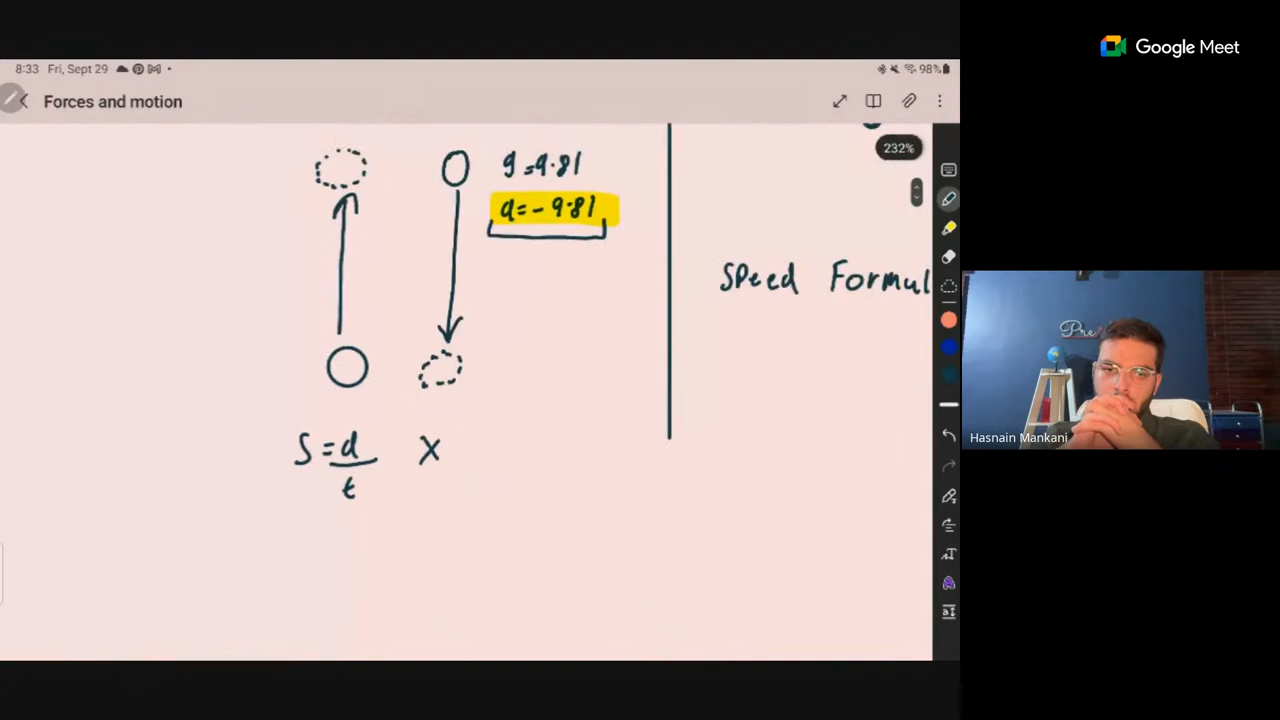 Google Meet
8:33 Fri, Sept 29
98%
Forces and motion
232%
g = 9.81
a = - 9.81
Speed Formul
Pre
Hasnain Mankani
S = d
t
X